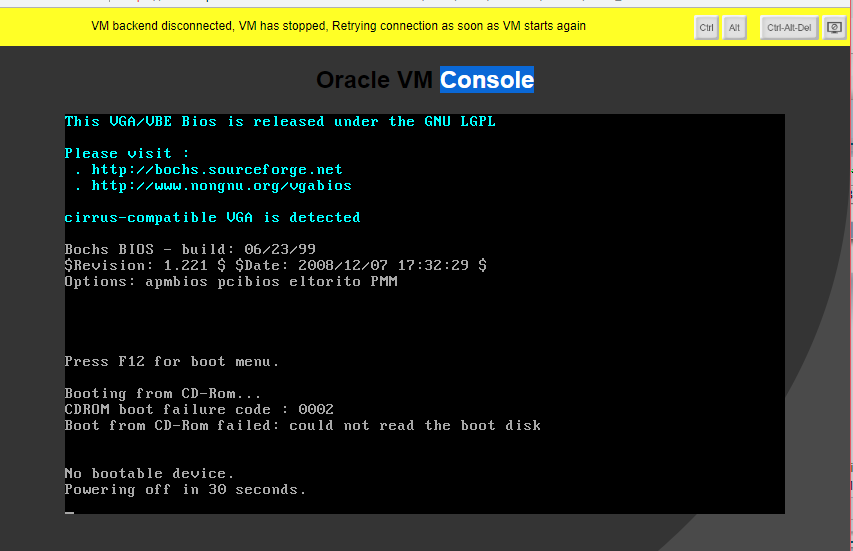 VM backend disconnected, VM has stopped, Retrying connection as soon as VM starts again
Ctrl Alt Ctrl-Alt-Del
Oracle VM Console
This VGA/VBE Bios is released under the GNU LGPL
Please visit :
. http://bochs.sourceforge.net
. http://www.nongnu.org/vgabios
cirrus-compatible VGA is detected
Bochs BIOS - build: 06/23/99
$Revision: 1.221 $ $Date: 2008/12/07 17:32:29 $
Options: apmbios pcibios eltorito PMM
Press F12 for boot menu.
Booting from CD-Rom...
CDROM boot failure code : 0002
Boot from CD-Rom failed: could not read the boot disk
No bootable device.
Powering off in 30 seconds.